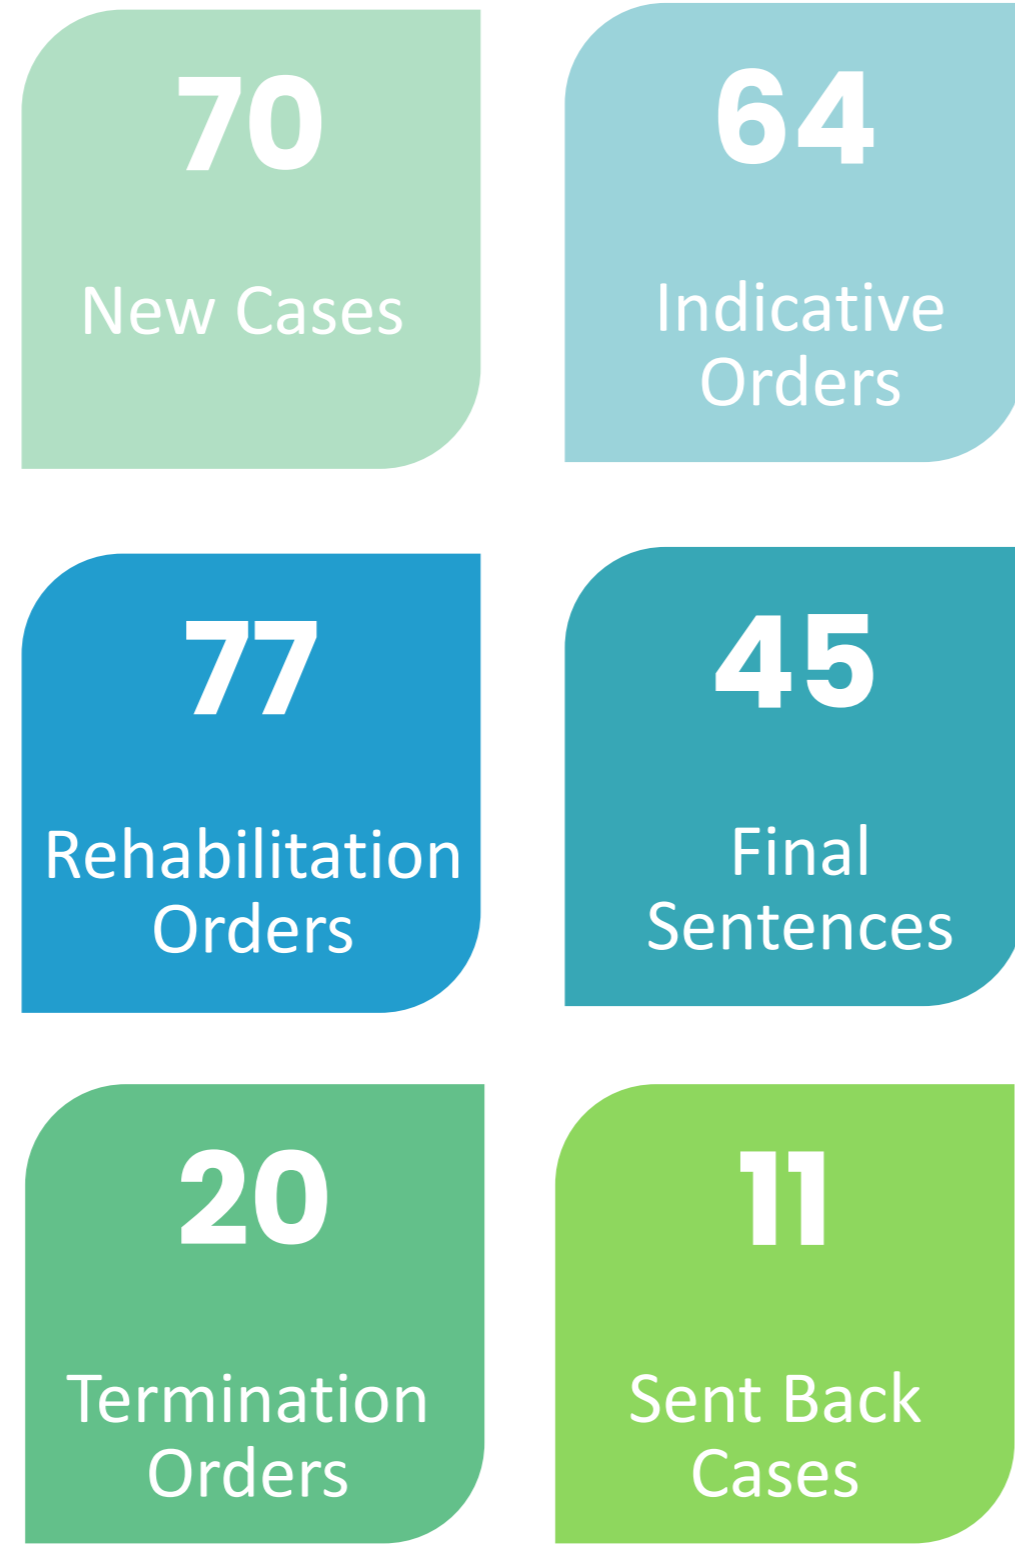 70
New Cases
64
Indicative
Orders
77
Rehabilitation
Orders
45
Final
Sentences
20
Termination
Orders
11
Sent Back
Cases